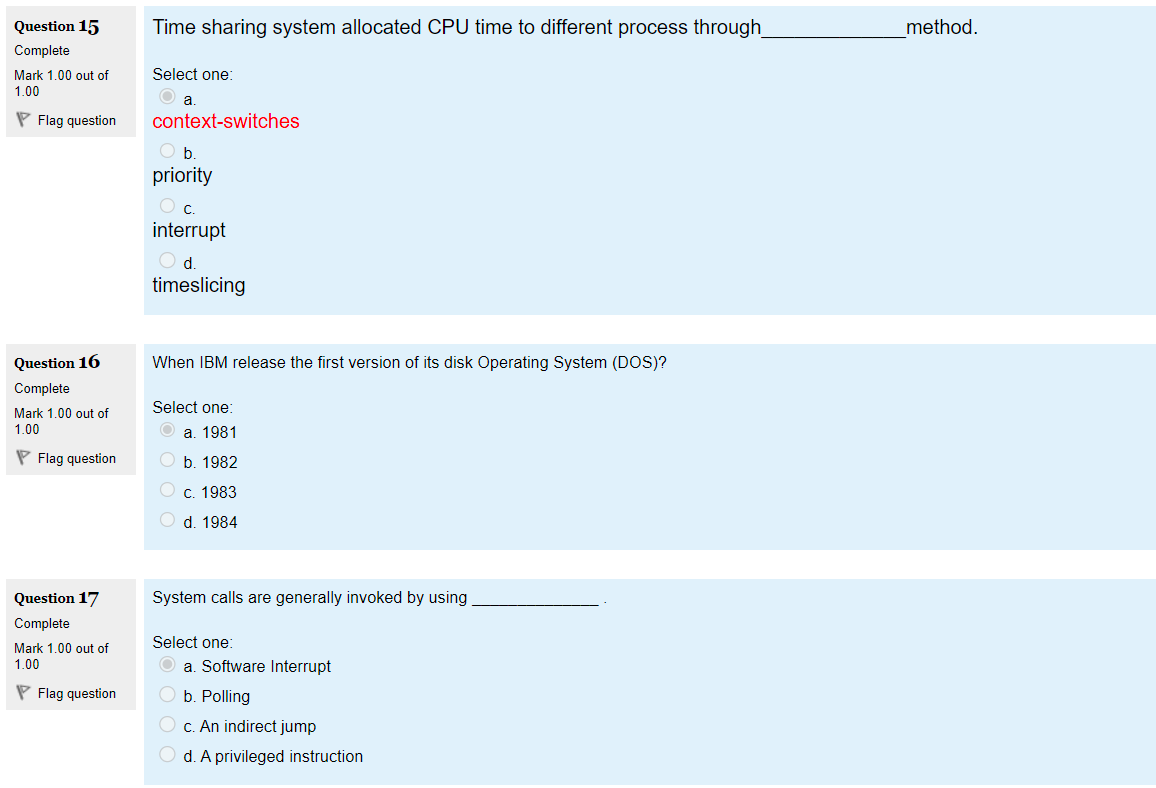 Question 15
Complete
Mark 1.00 out of
1.00
Flag question
Time sharing system allocated CPU time to different process through_____________method.
Select one:
a.
context-switches
b.
priority
c.
interrupt
d.
timeslicing
Question 16
Complete
Mark 1.00 out of
1.00
Flag question
When IBM release the first version of its disk Operating System (DOS)?
Select one:
a. 1981
b. 1982
c. 1983
d. 1984
Question 17
Complete
Mark 1.00 out of
1.00
Flag question
System calls are generally invoked by using ______________ .
Select one:
a. Software Interrupt
b. Polling
c. An indirect jump
d. A privileged instruction